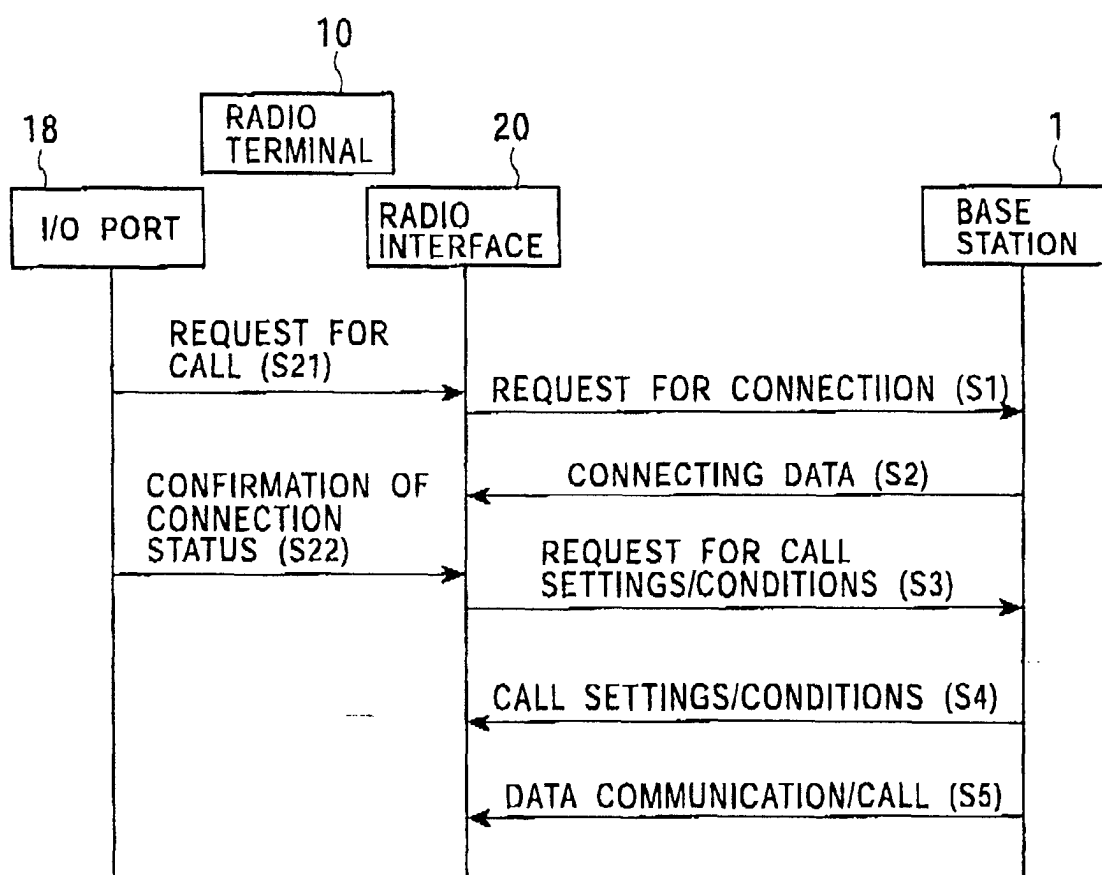 10
RADIO
TERMINAL
18
I/O PORT
20
RADIO
INTERFACE
1
BASE
STATION
REQUEST FOR
CALL (S21)
REQUEST FOR CONNECTIION (S1)
CONNECTING DATA (S2)
CONFIRMATION OF
CONNECTION
STATUS (S22)
REQUEST FOR CALL
SETTINGS/CONDITIONS (S3)
CALL SETTINGS/CONDITIONS (S4)
DATA COMMUNICATION/CALL (S5)